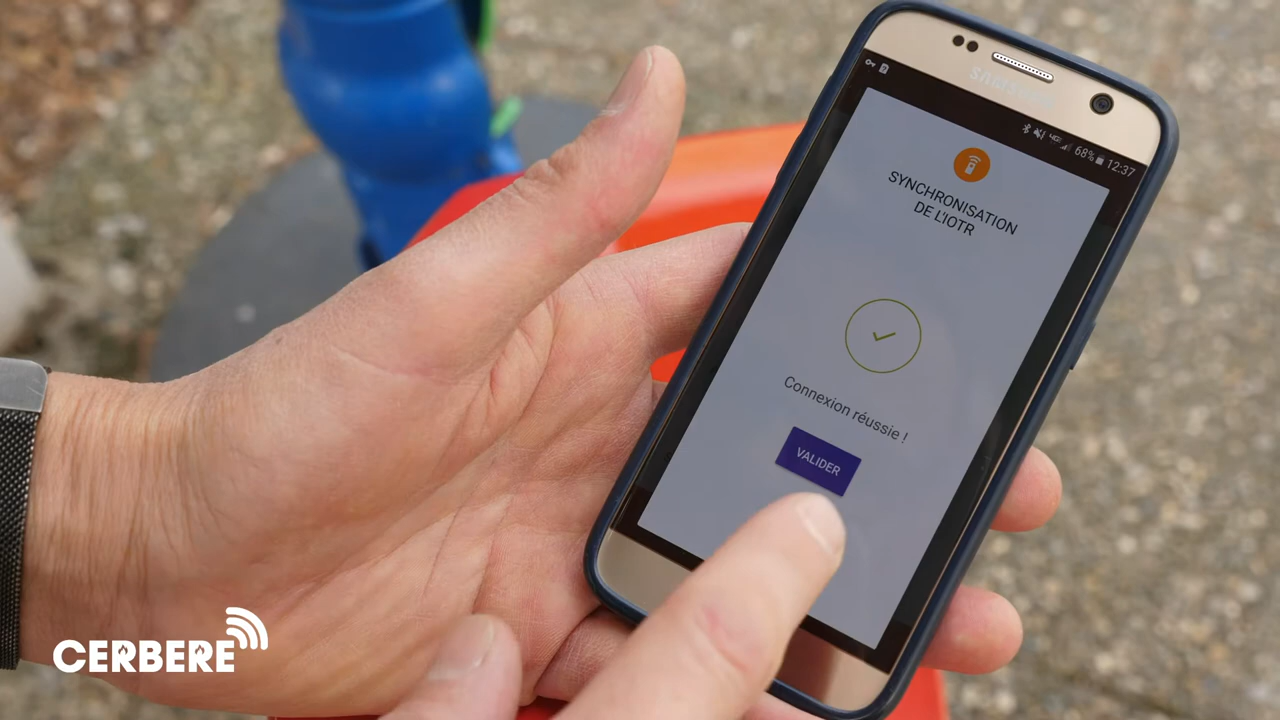 SAMSUNG
68% 12:37
SYNCHRONISATION
DE L'IOTR
Connexion réussie !
VALIDER
CERBERE